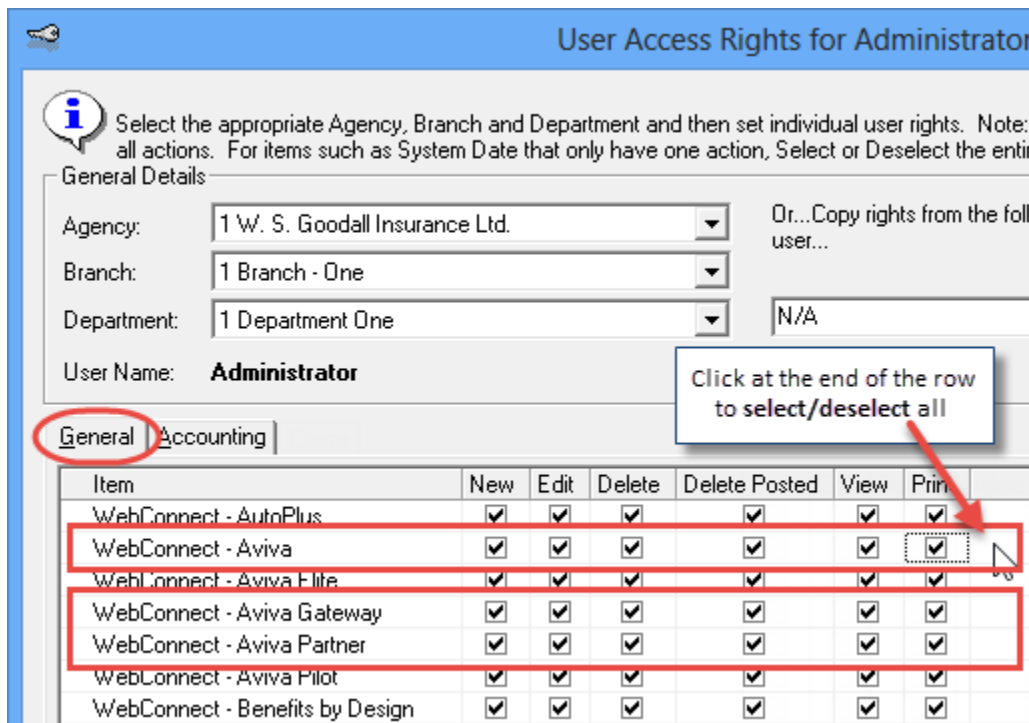 User Access Rights for Administrator
Select the appropriate Agency, Branch and Department and then set individual user rights. Note:
all actions. For items such as System Date that only have one action, Select or Deselect the enti
General Details
Agency: 1 W. S. Goodall Insurance Ltd.
Or...Copy rights from the foll
user...
Branch: 1 Branch - One
Department: 1 Department One
N/A
User Name: Administrator
Click at the end of the row
to select/deselect all
General Accounting
Item New Edit Delete Delete Posted View Print
WebConnect - AutoPlus
WebConnect - Aviva
WebConnect - Aviva Elite
WebConnect - Aviva Gateway
WebConnect - Aviva Partner
WebConnect - Aviva Pilot
WebConnect - Benefits by Design